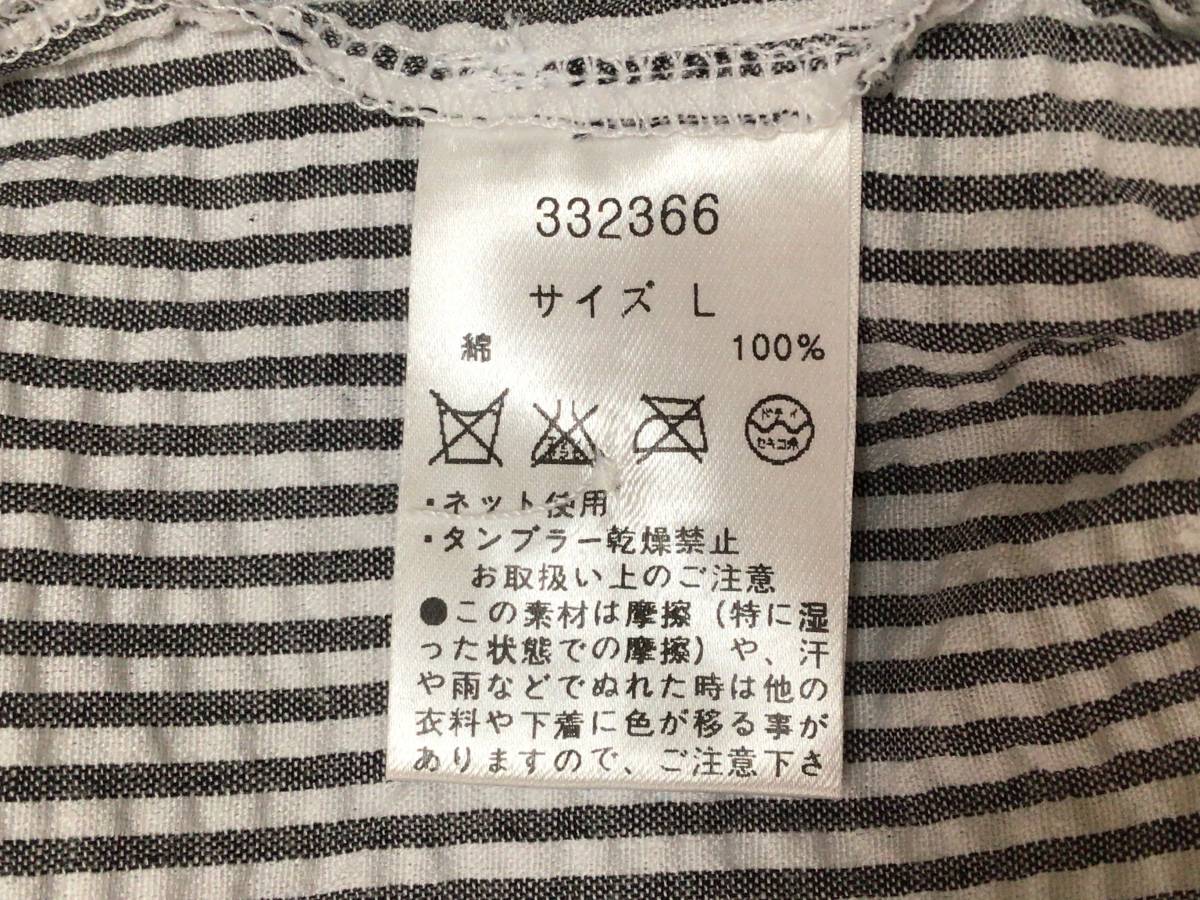 332366
サイズ L
綿 100%
ドライ
セキユ系
・ネット使用
・タンブラー乾燥禁止
お取扱い上のご注意
●この素材は摩擦（特に湿
った状態での摩擦）や、汗
や雨などでぬれた時は他の
衣料や下着に色が移る事が
ありますので、ご注意下さ